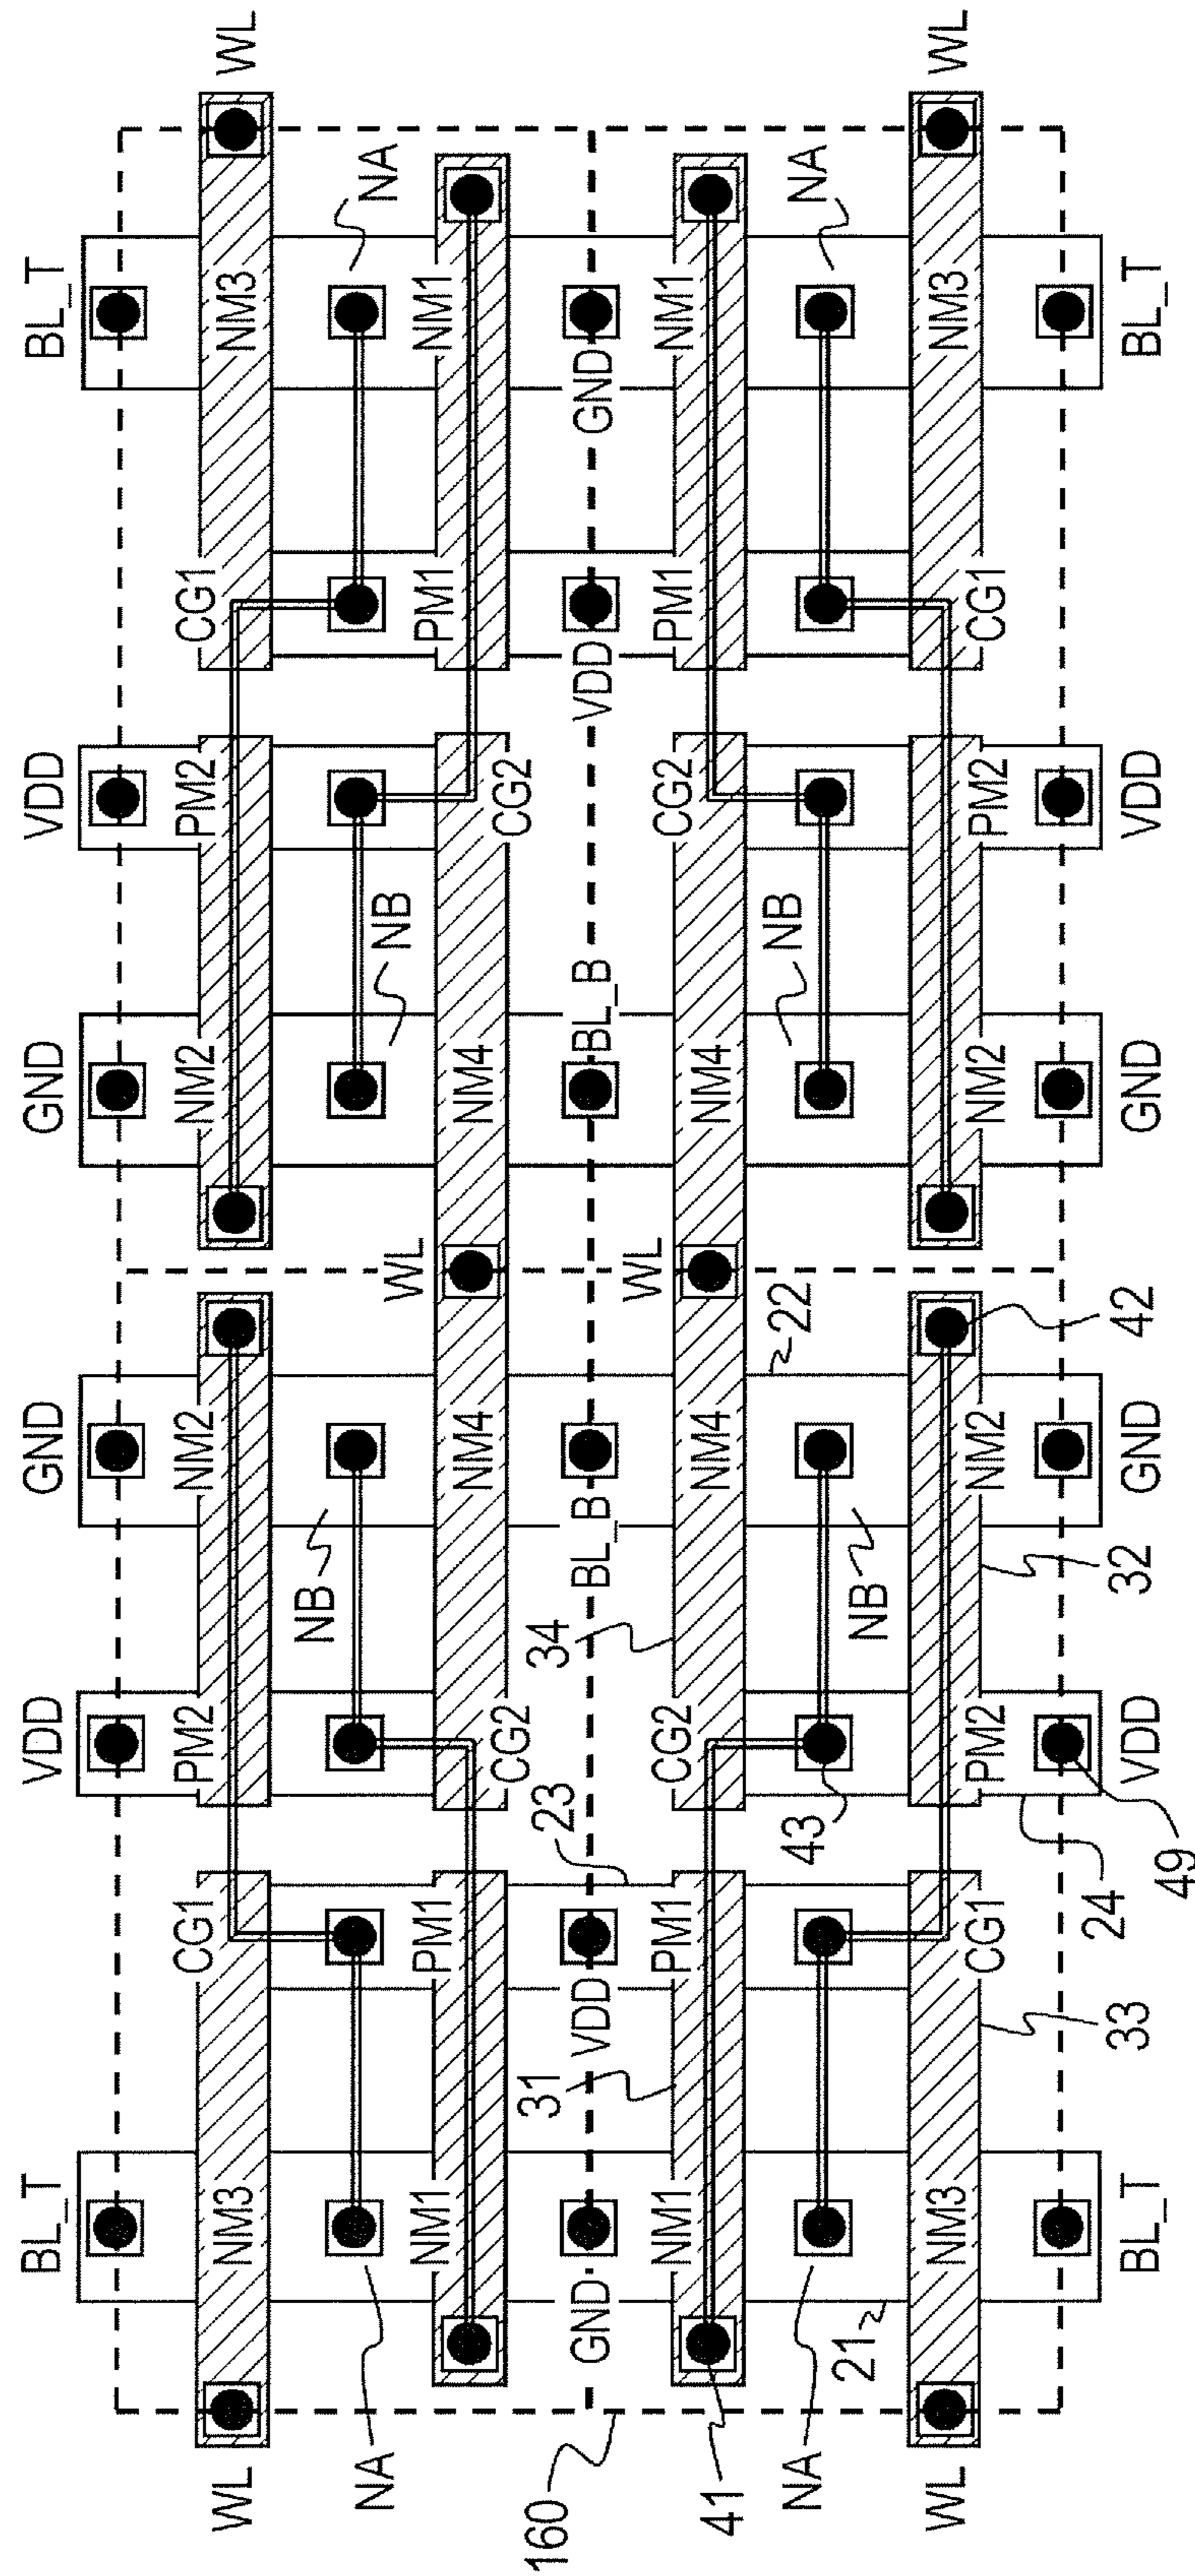 BL_T VDD GND GND VDD BL_T
WL NM3 CG1 PM2 NM2 NM2 PM2 CG1 NM3 WL
NA NB NB NA
NM1 PM1 CG2 NM4 WL NM4 CG2 PM1 NM1
160 GND VDD 23 BL_B BL_B VDD GND
31 34
NM1 PM1 CG2 NM4 WL NM4 CG2 PM1 NM1
41 43 22
NA NB NB NA
21
WL NM3 CG1 PM2 NM2 NM2 PM2 CG1 NM3 WL
33 24 32 42
BL_T VDD GND GND VDD BL_T
49